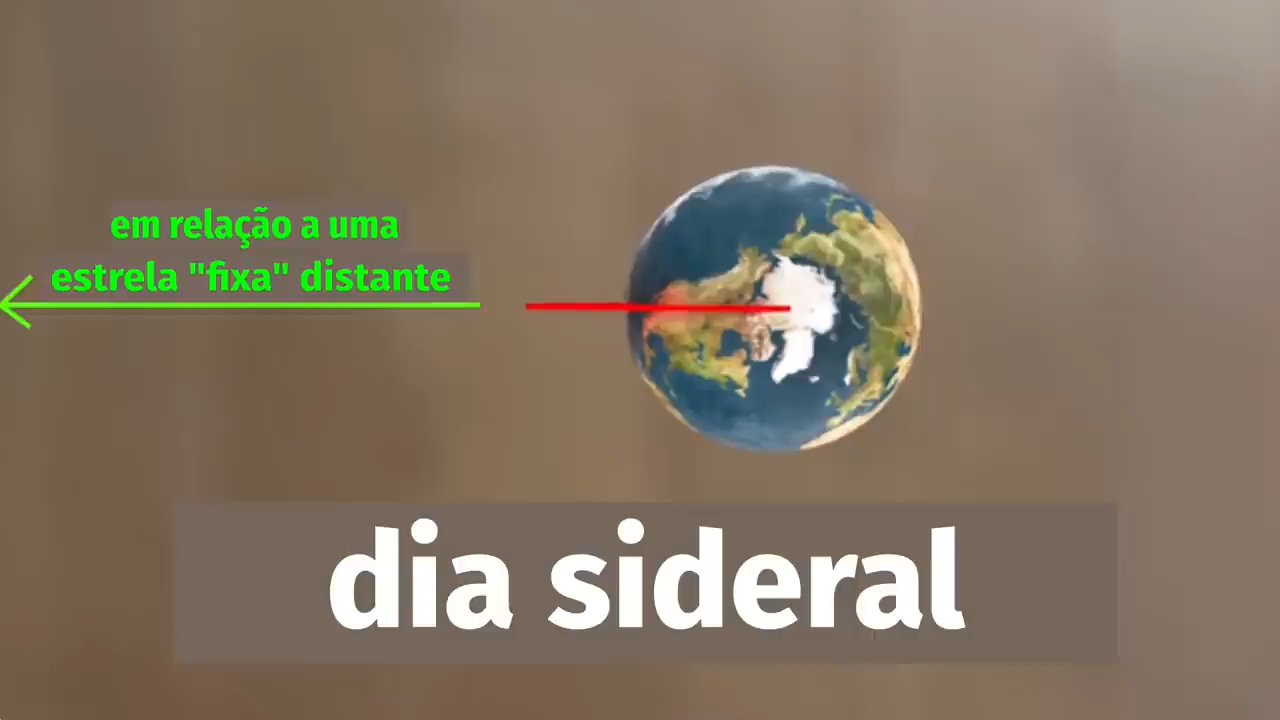 em relação a uma
estrela "fixa" distante
dia sideral